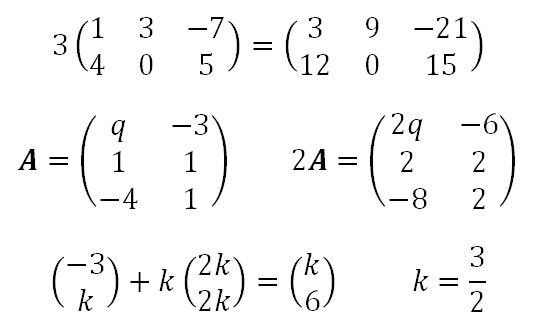 3 ( 1 3 −7 ) = ( 3 9 −21 )
4 0 5 12 0 15
A = ( q −3 ) 2A = ( 2q −6 )
1 1 2 2
−4 1 −8 2
( −3 ) + k ( 2k ) = ( k ) k = 3/2
k 2k 6